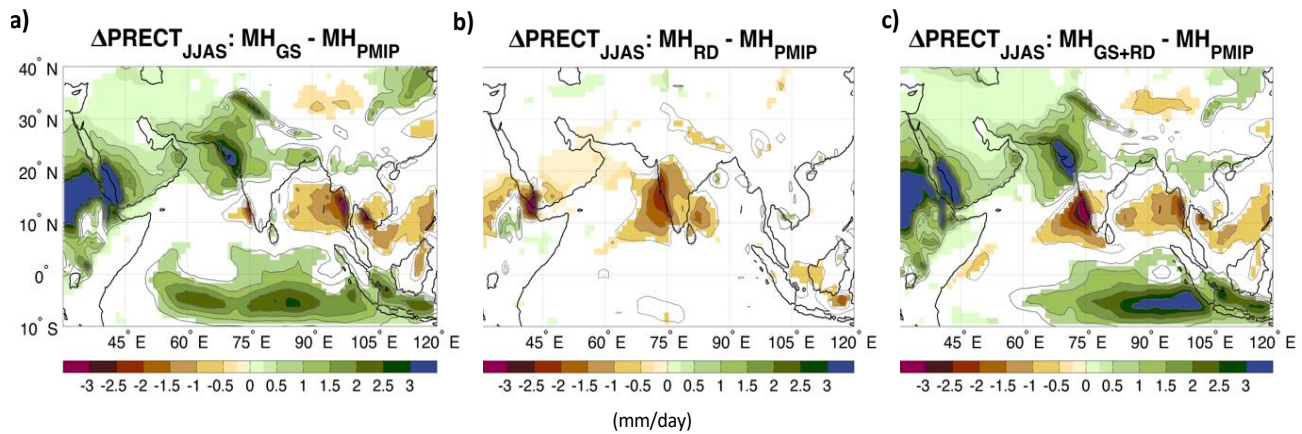 a)
ΔPRECT_JJAS: MH_GS - MH_PMIP
40° N
30° N
20° N
10° N
0°
10° S
45° E 60° E 75° E 90° E 105° E 120° E
-3 -2.5 -2 -1.5 -1 -0.5 0 0.5 1 1.5 2 2.5 3
b)
ΔPRECT_JJAS: MH_RD - MH_PMIP
45° E 60° E 75° E 90° E 105° E 120° E
-3 -2.5 -2 -1.5 -1 -0.5 0 0.5 1 1.5 2 2.5 3
(mm/day)
c)
ΔPRECT_JJAS: MH_GS+RD - MH_PMIP
45° E 60° E 75° E 90° E 105° E 120° E
-3 -2.5 -2 -1.5 -1 -0.5 0 0.5 1 1.5 2 2.5 3